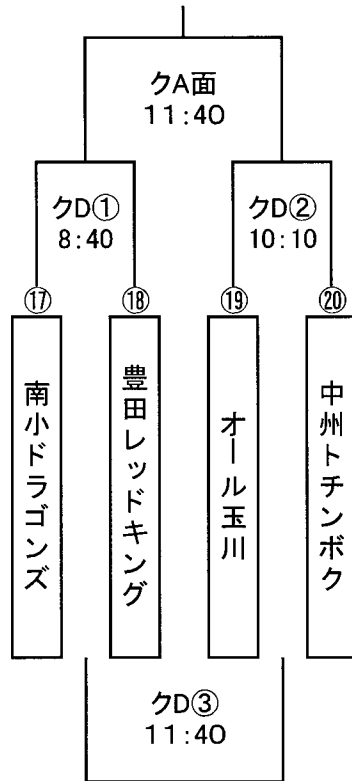 クA面
11:40
クD①
8:40
クD②
10:10
⑰
⑱
⑲
⑳
南小ドラゴンズ
豊田レッドキング
オール玉川
中州トチンボク
クD③
11:40